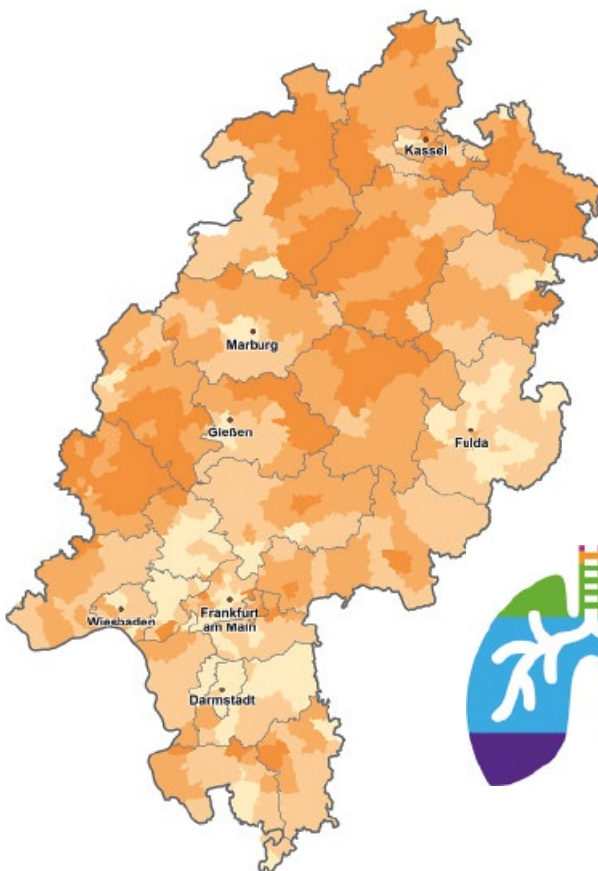 Kassel
Marburg
Gießen
Fulda
Wiesbaden
Frankfurt
am Main
Darmstadt